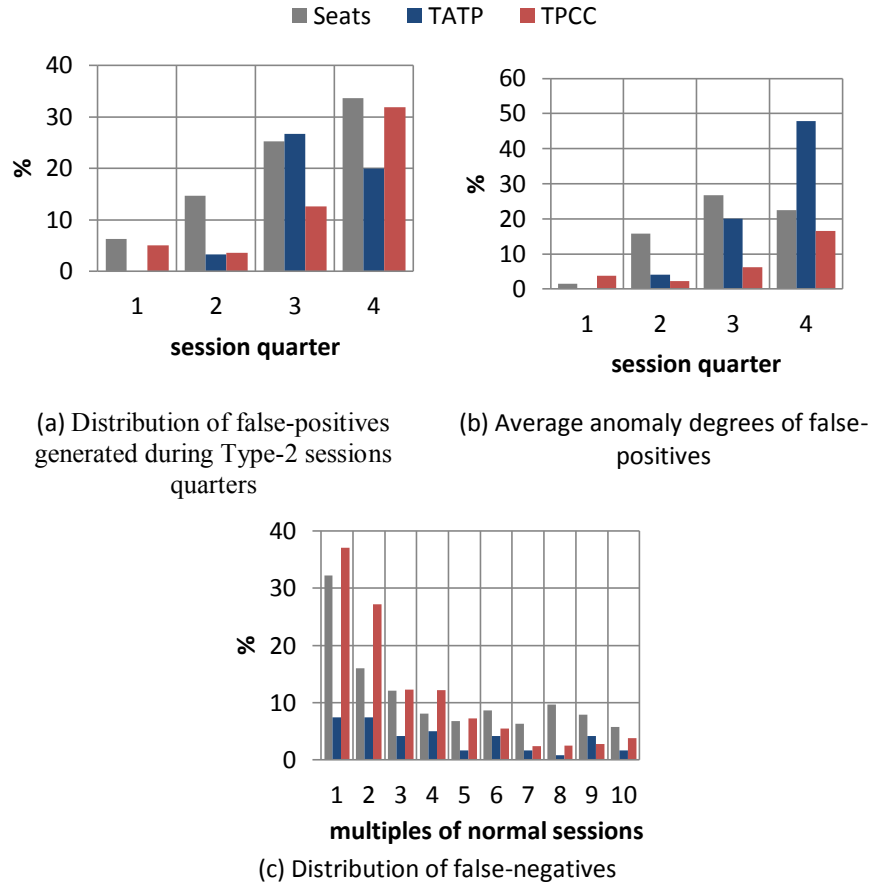 Seats TATP TPCC
40
30
20
10
0
%
1 2 3 4
session quarter
(a) Distribution of false-positives
generated during Type-2 sessions
quarters
60
50
40
30
20
10
0
%
1 2 3 4
session quarter
(b) Average anomaly degrees of false-
positives
40
30
20
10
0
%
1 2 3 4 5 6 7 8 9 10
multiples of normal sessions
(c) Distribution of false-negatives